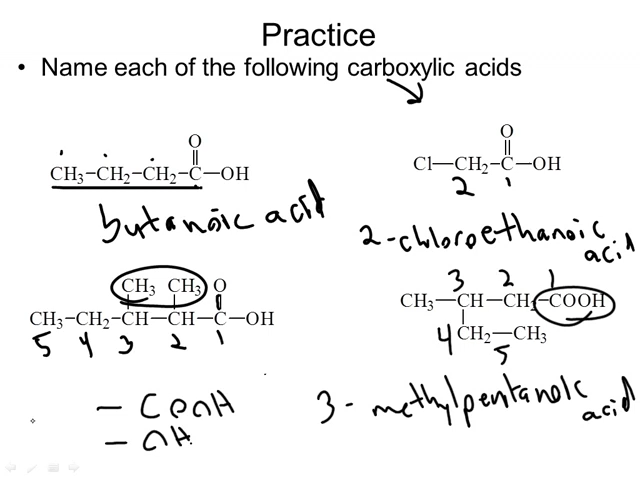 Practice
• Name each of the following carboxylic acids
O
CH3–CH2–CH2–C–OH
butanoic acid
O
Cl—CH2–C–OH
2 1
2-chloroethanoic
acid
CH3 CH3 O
CH3–CH2–CH–CH–C–OH
5 4 3 2 1
3 2 1
CH3–CH–CH2–COOH
4 CH2–CH3
5
– COOH
– OH
3-methylpentanoic
acid